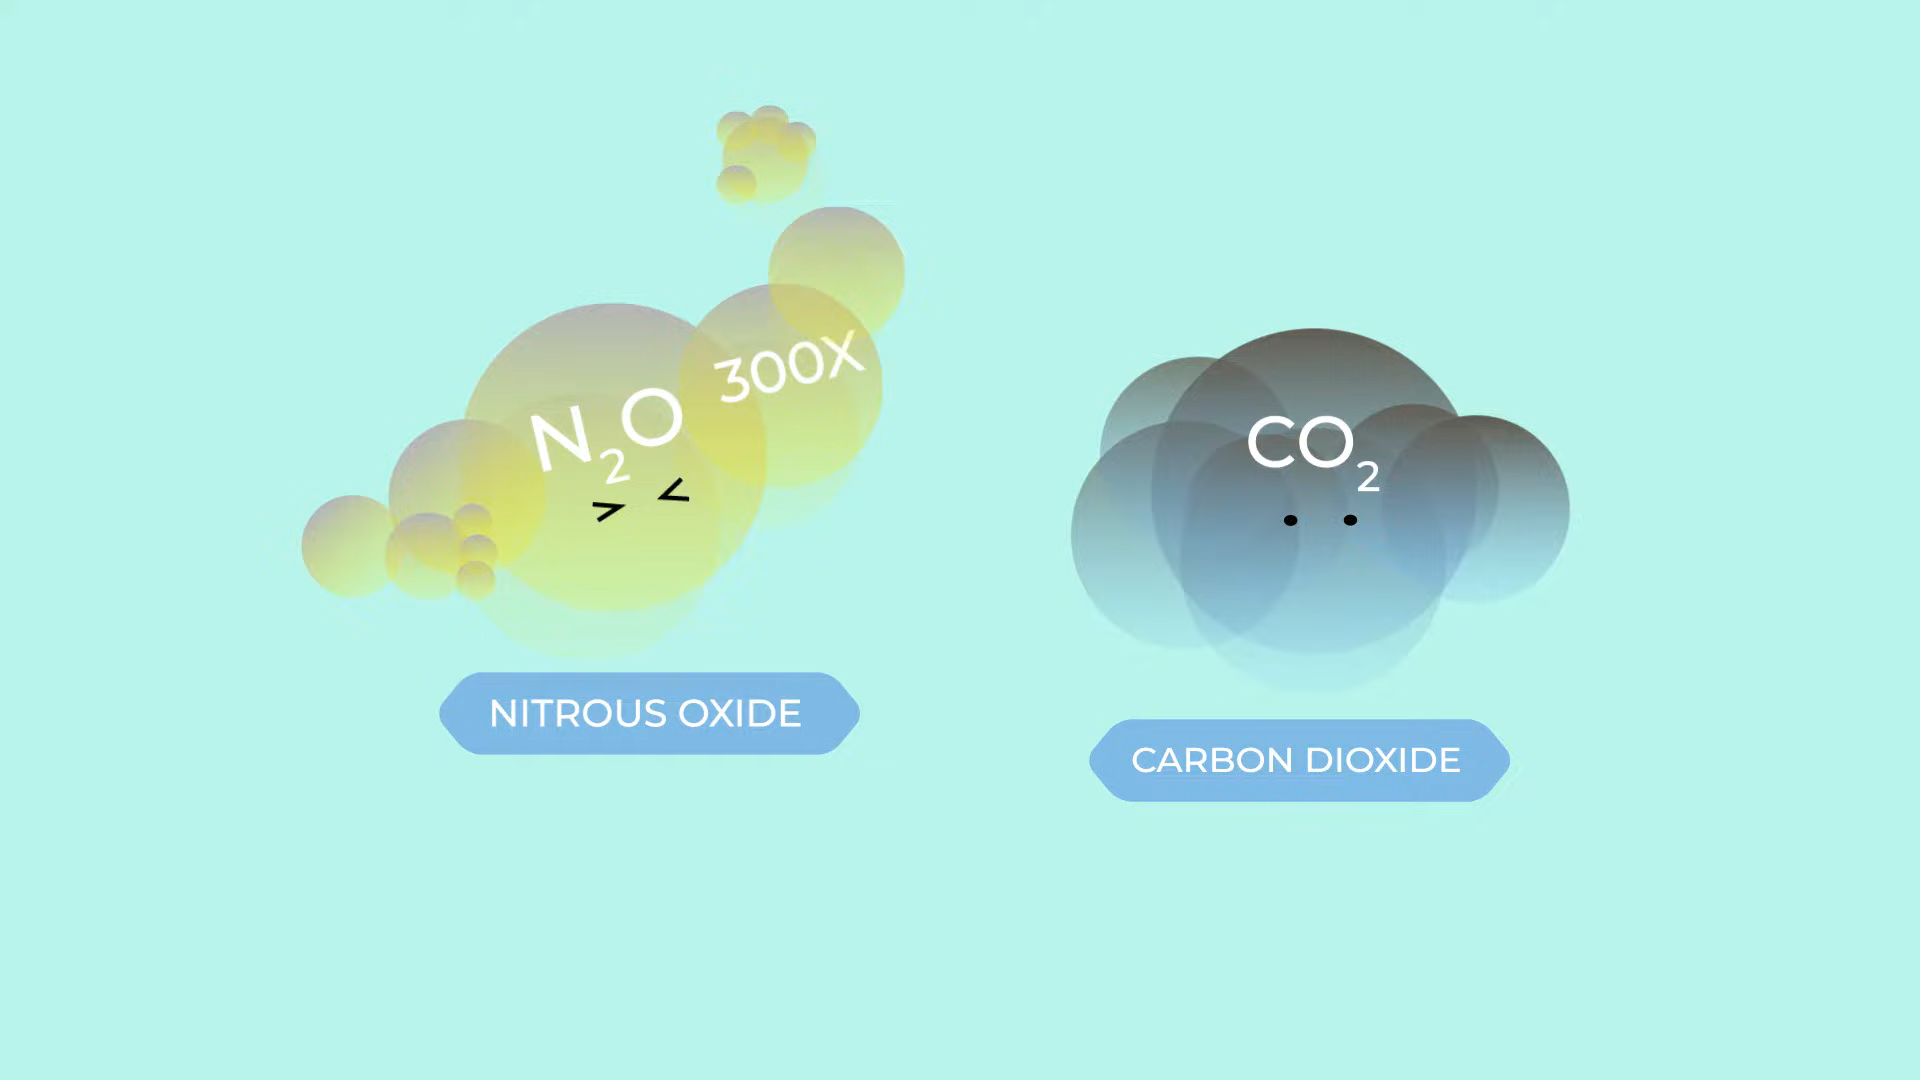 N₂O
300X
CO₂
NITROUS OXIDE
CARBON DIOXIDE